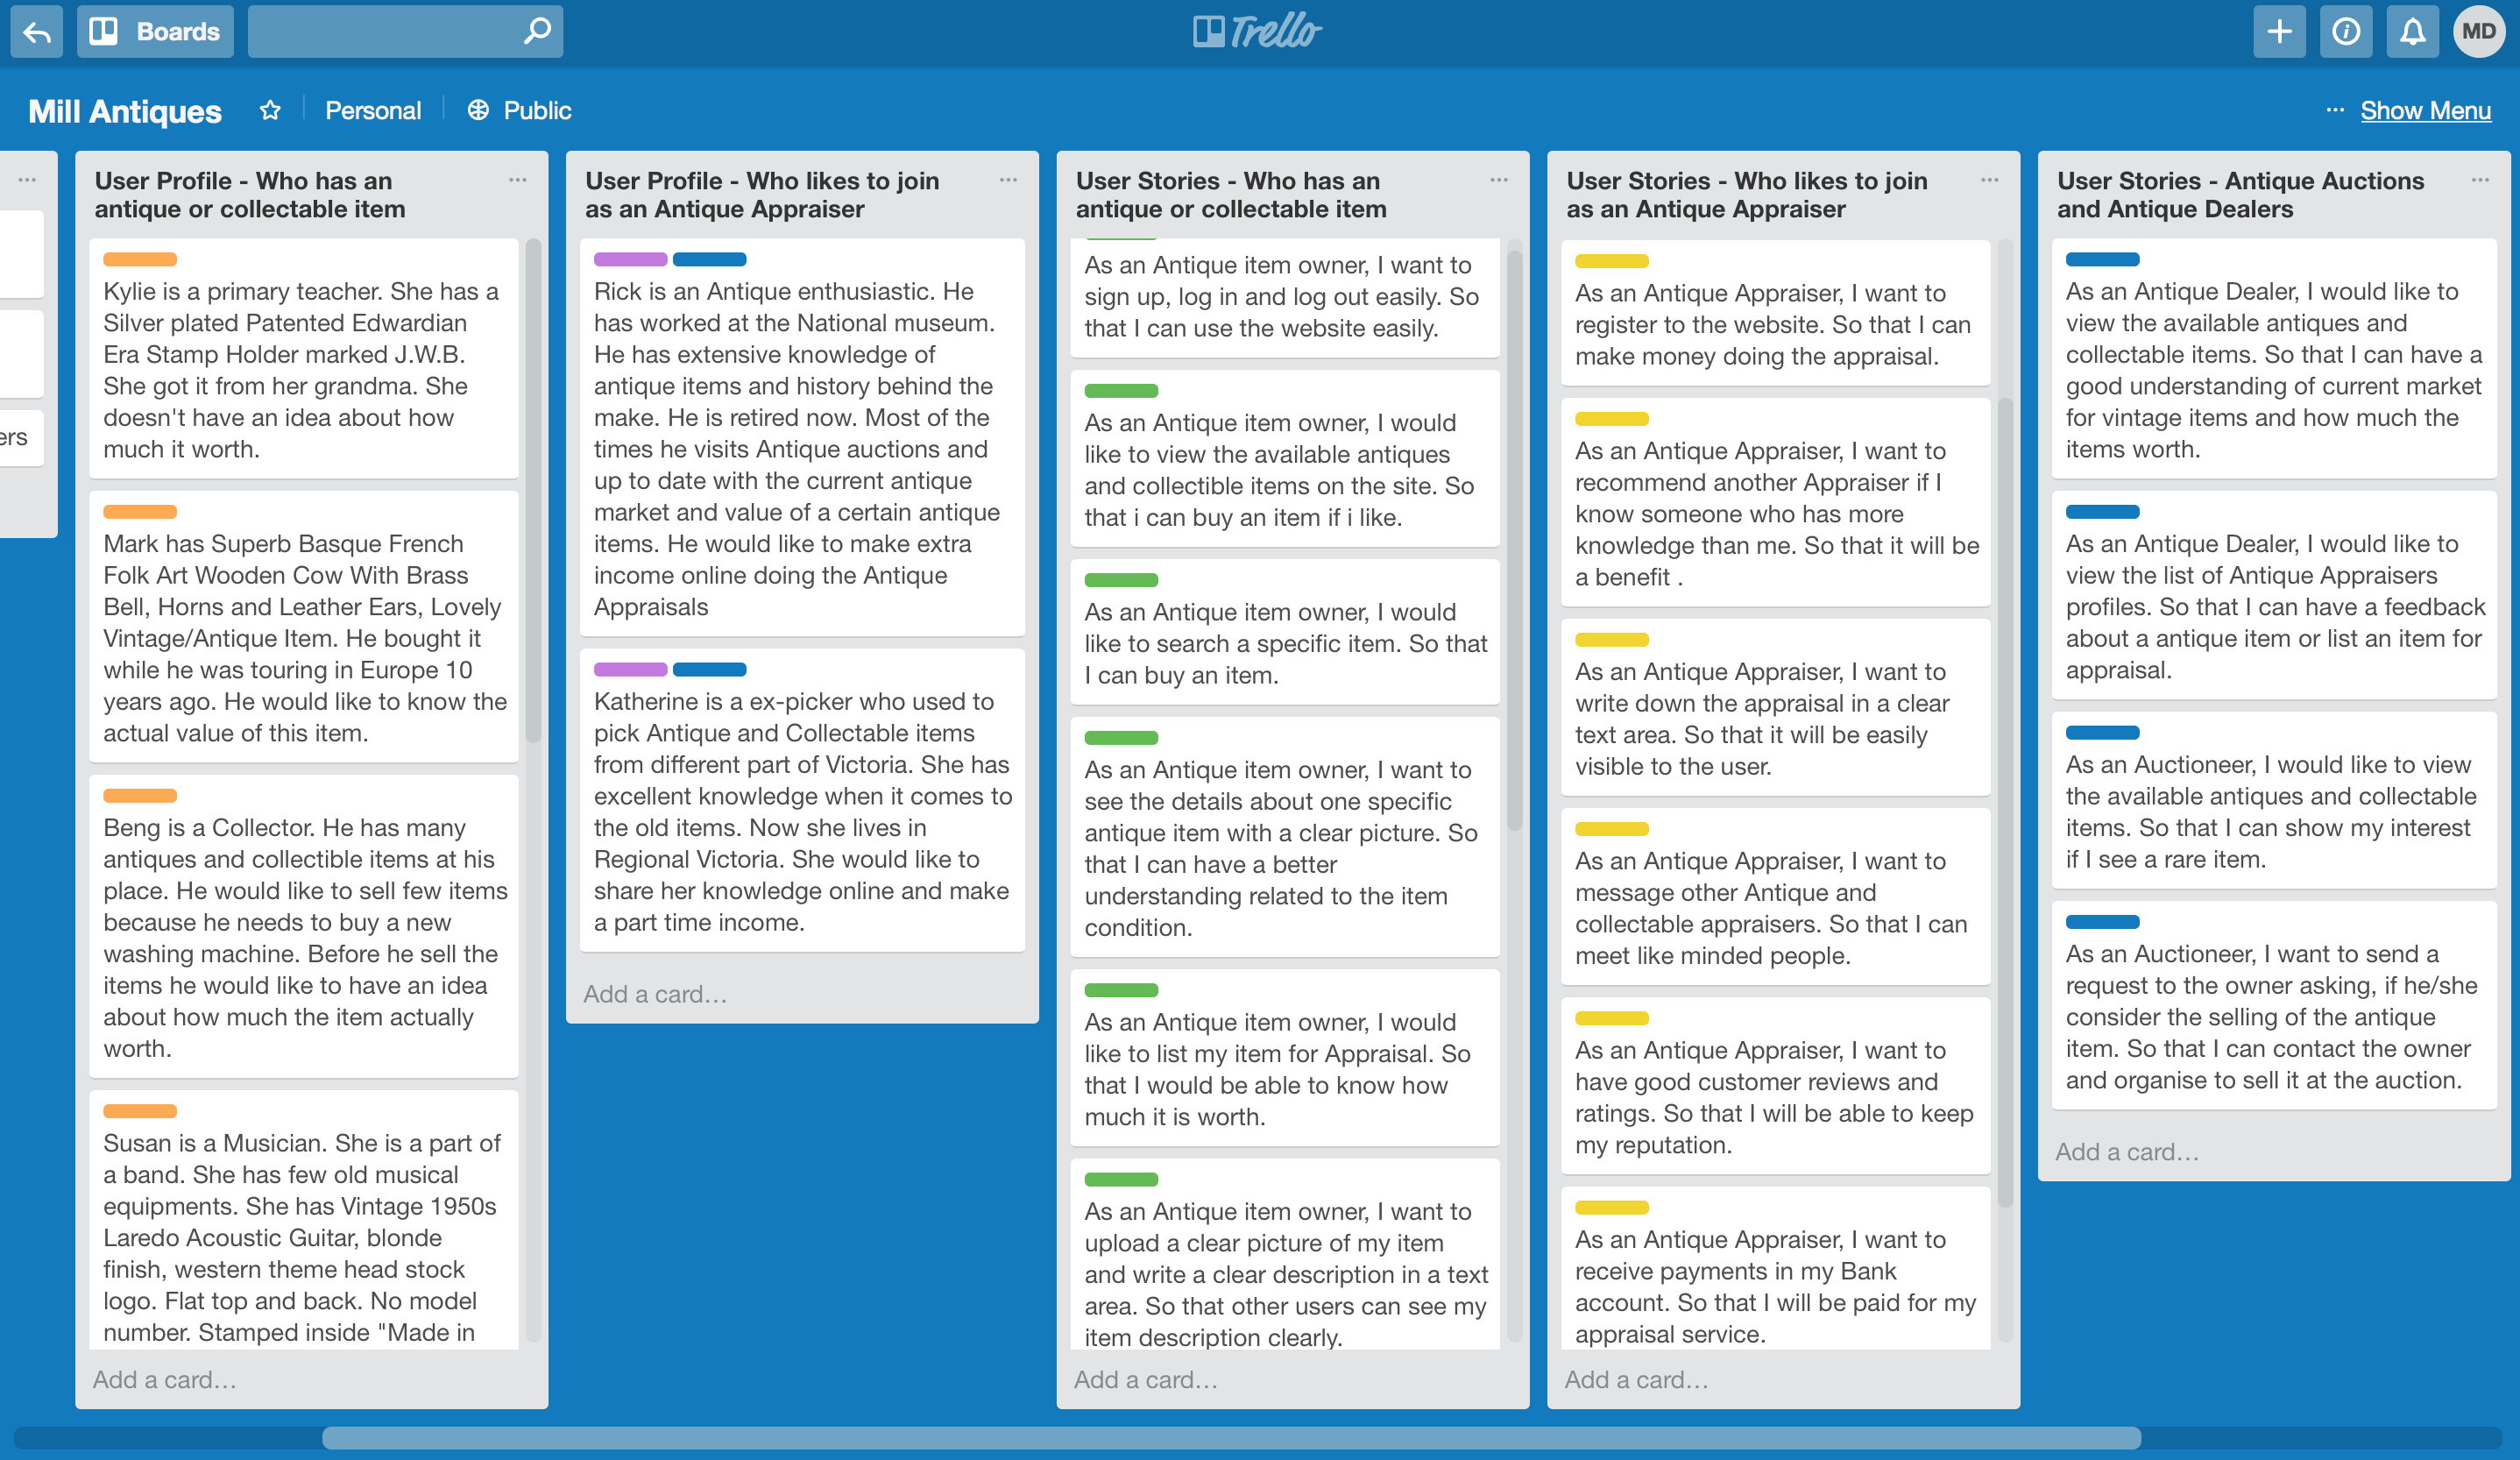 Boards
Trello
MD
Mill Antiques
Personal
Public
··· Show Menu
ers
User Profile - Who has an
antique or collectable item
Kylie is a primary teacher. She has a
Silver plated Patented Edwardian
Era Stamp Holder marked J.W.B.
She got it from her grandma. She
doesn't have an idea about how
much it worth.
Mark has Superb Basque French
Folk Art Wooden Cow With Brass
Bell, Horns and Leather Ears, Lovely
Vintage/Antique Item. He bought it
while he was touring in Europe 10
years ago. He would like to know the
actual value of this item.
Beng is a Collector. He has many
antiques and collectible items at his
place. He would like to sell few items
because he needs to buy a new
washing machine. Before he sell the
items he would like to have an idea
about how much the item actually
worth.
Susan is a Musician. She is a part of
a band. She has few old musical
equipments. She has Vintage 1950s
Laredo Acoustic Guitar, blonde
finish, western theme head stock
logo. Flat top and back. No model
number. Stamped inside "Made in
Add a card…
User Profile - Who likes to join
as an Antique Appraiser
Rick is an Antique enthusiastic. He
has worked at the National museum.
He has extensive knowledge of
antique items and history behind the
make. He is retired now. Most of the
times he visits Antique auctions and
up to date with the current antique
market and value of a certain antique
items. He would like to make extra
income online doing the Antique
Appraisals
Katherine is a ex-picker who used to
pick Antique and Collectable items
from different part of Victoria. She has
excellent knowledge when it comes to
the old items. Now she lives in
Regional Victoria. She would like to
share her knowledge online and make
a part time income.
Add a card…
User Stories - Who has an
antique or collectable item
As an Antique item owner, I want to
sign up, log in and log out easily. So
that I can use the website easily.
As an Antique item owner, I would
like to view the available antiques
and collectible items on the site. So
that i can buy an item if i like.
As an Antique item owner, I would
like to search a specific item. So that
I can buy an item.
As an Antique item owner, I want to
see the details about one specific
antique item with a clear picture. So
that I can have a better
understanding related to the item
condition.
As an Antique item owner, I would
like to list my item for Appraisal. So
that I would be able to know how
much it is worth.
As an Antique item owner, I want to
upload a clear picture of my item
and write a clear description in a text
area. So that other users can see my
item description clearly.
Add a card…
User Stories - Who likes to join
as an Antique Appraiser
As an Antique Appraiser, I want to
register to the website. So that I can
make money doing the appraisal.
As an Antique Appraiser, I want to
recommend another Appraiser if I
know someone who has more
knowledge than me. So that it will be
a benefit .
As an Antique Appraiser, I want to
write down the appraisal in a clear
text area. So that it will be easily
visible to the user.
As an Antique Appraiser, I want to
message other Antique and
collectable appraisers. So that I can
meet like minded people.
As an Antique Appraiser, I want to
have good customer reviews and
ratings. So that I will be able to keep
my reputation.
As an Antique Appraiser, I want to
receive payments in my Bank
account. So that I will be paid for my
appraisal service.
Add a card…
User Stories - Antique Auctions
and Antique Dealers
As an Antique Dealer, I would like to
view the available antiques and
collectable items. So that I can have a
good understanding of current market
for vintage items and how much the
items worth.
As an Antique Dealer, I would like to
view the list of Antique Appraisers
profiles. So that I can have a feedback
about a antique item or list an item for
appraisal.
As an Auctioneer, I would like to view
the available antiques and collectable
items. So that I can show my interest
if I see a rare item.
As an Auctioneer, I want to send a
request to the owner asking, if he/she
consider the selling of the antique
item. So that I can contact the owner
and organise to sell it at the auction.
Add a card…